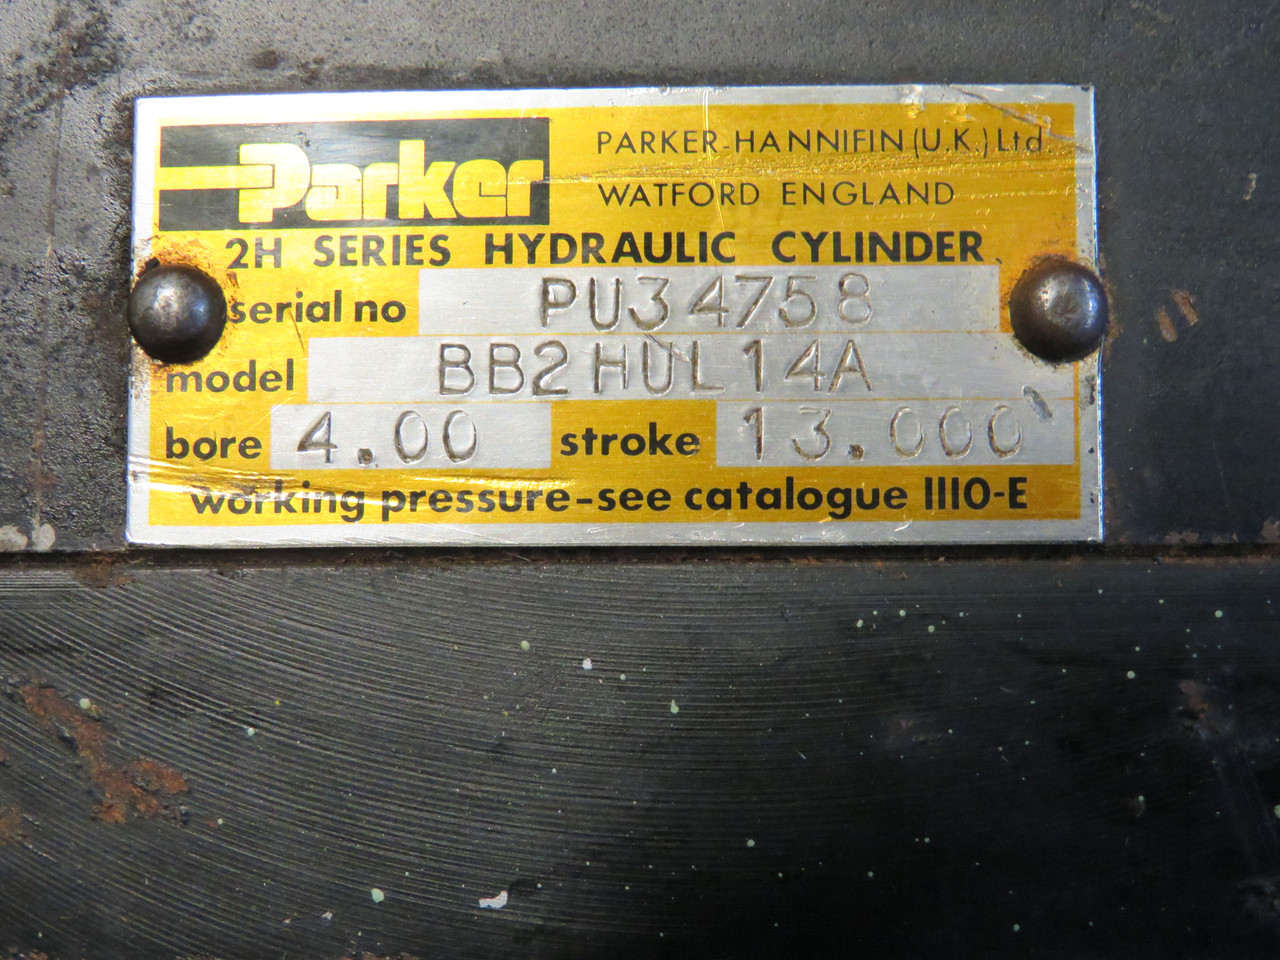 Parker
PARKER-HANNIFIN (U.K.) Ltd.
WATFORD ENGLAND
2H SERIES HYDRAULIC CYLINDER
serial no PU34758
model BB2HUL14A
bore 4.00 stroke 13.000
working pressure-see catalogue 1110-E